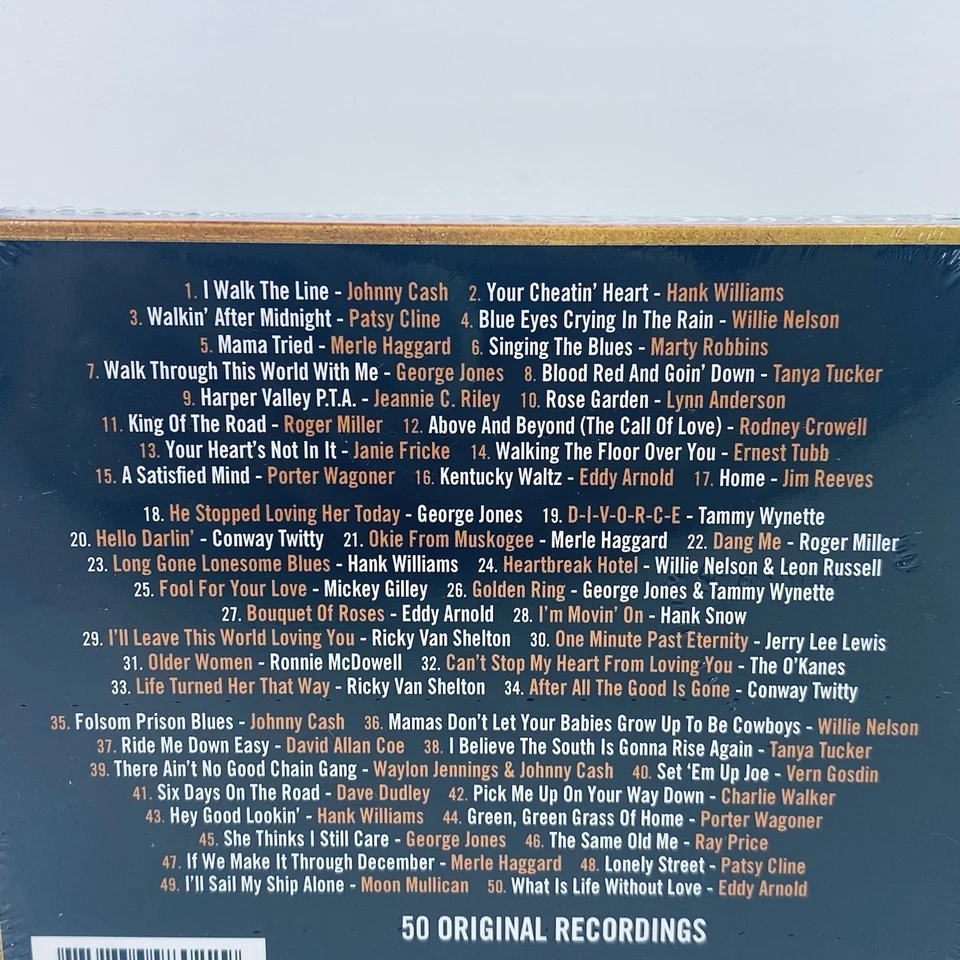 1. I Walk The Line - Johnny Cash 2. Your Cheatin' Heart - Hank Williams
3. Walkin' After Midnight - Patsy Cline 4. Blue Eyes Crying In The Rain - Willie Nelson
5. Mama Tried - Merle Haggard 6. Singing The Blues - Marty Robbins
7. Walk Through This World With Me - George Jones 8. Blood Red And Goin' Down - Tanya Tucker
9. Harper Valley P.T.A. - Jeannie C. Riley 10. Rose Garden - Lynn Anderson
11. King Of The Road - Roger Miller 12. Above And Beyond (The Call Of Love) - Rodney Crowell
13. Your Heart's Not In It - Janie Fricke 14. Walking The Floor Over You - Ernest Tubb
15. A Satisfied Mind - Porter Wagoner 16. Kentucky Waltz - Eddy Arnold 17. Home - Jim Reeves
18. He Stopped Loving Her Today - George Jones 19. D-I-V-O-R-C-E - Tammy Wynette
20. Hello Darlin' - Conway Twitty 21. Okie From Muskogee - Merle Haggard 22. Dang Me - Roger Miller
23. Long Gone Lonesome Blues - Hank Williams 24. Heartbreak Hotel - Willie Nelson & Leon Russell
25. Fool For Your Love - Mickey Gilley 26. Golden Ring - George Jones & Tammy Wynette
27. Bouquet Of Roses - Eddy Arnold 28. I'm Movin' On - Hank Snow
29. I'll Leave This World Loving You - Ricky Van Shelton 30. One Minute Past Eternity - Jerry Lee Lewis
31. Older Women - Ronnie McDowell 32. Can't Stop My Heart From Loving You - The O'Kanes
33. Life Turned Her That Way - Ricky Van Shelton 34. After All The Good Is Gone - Conway Twitty
35. Folsom Prison Blues - Johnny Cash 36. Mamas Don't Let Your Babies Grow Up To Be Cowboys - Willie Nelson
37. Ride Me Down Easy - David Allan Coe 38. I Believe The South Is Gonna Rise Again - Tanya Tucker
39. There Ain't No Good Chain Gang - Waylon Jennings & Johnny Cash 40. Set 'Em Up Joe - Vern Gosdin
41. Six Days On The Road - Dave Dudley 42. Pick Me Up On Your Way Down - Charlie Walker
43. Hey Good Lookin' - Hank Williams 44. Green, Green Grass Of Home - Porter Wagoner
45. She Thinks I Still Care - George Jones 46. The Same Old Me - Ray Price
47. If We Make It Through December - Merle Haggard 48. Lonely Street - Patsy Cline
49. I'll Sail My Ship Alone - Moon Mullican 50. What Is Life Without Love - Eddy Arnold
50 ORIGINAL RECORDINGS